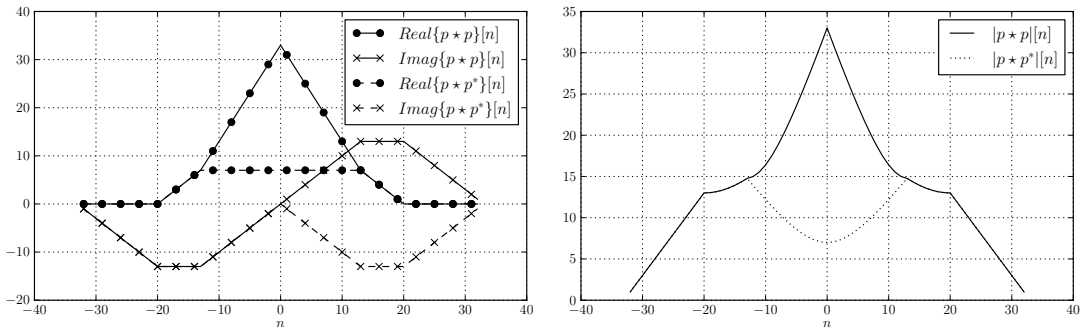 40
30
20
10
0
−10
−20
−40 −30 −20 −10 0 10 20 30 40
n
Real{p ⋆ p}[n]
Imag{p ⋆ p}[n]
Real{p ⋆ p*}[n]
Imag{p ⋆ p*}[n]
35
30
25
20
15
10
5
0
−40 −30 −20 −10 0 10 20 30 40
n
|p ⋆ p|[n]
|p ⋆ p*|[n]